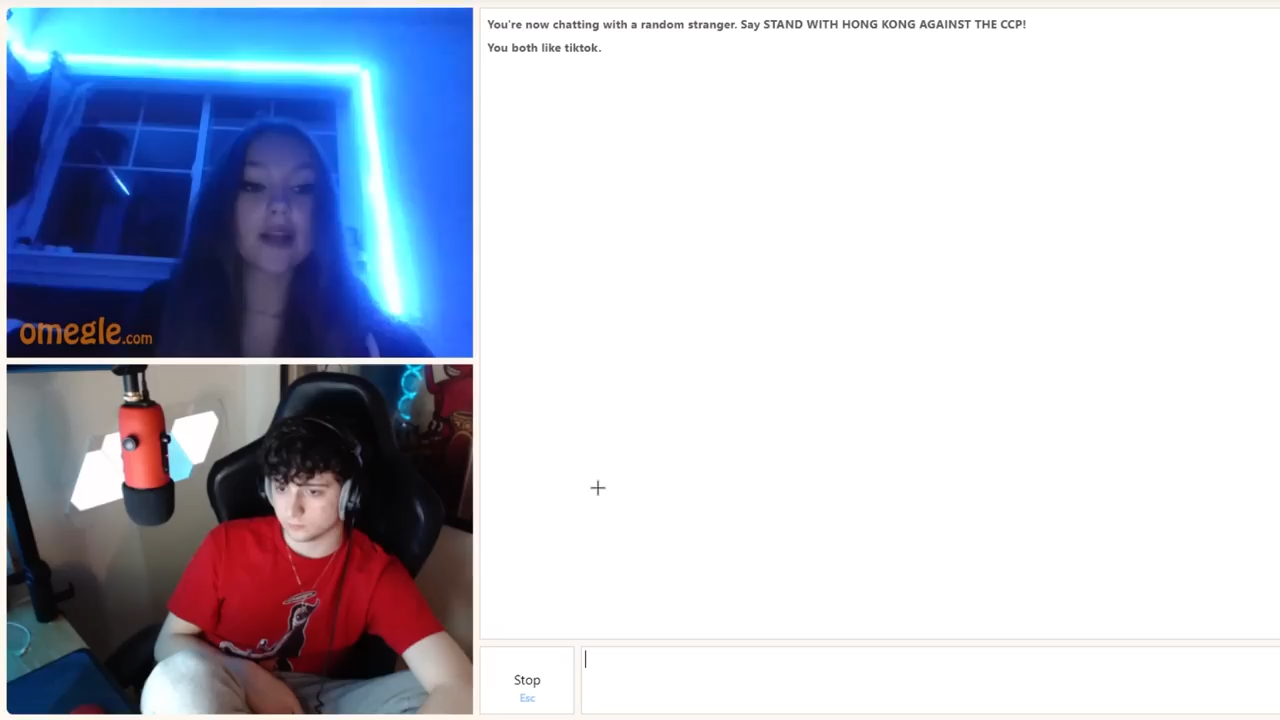 You're now chatting with a random stranger. Say STAND WITH HONG KONG AGAINST THE CCP!
You both like tiktok.
omegle.com
Stop
Esc